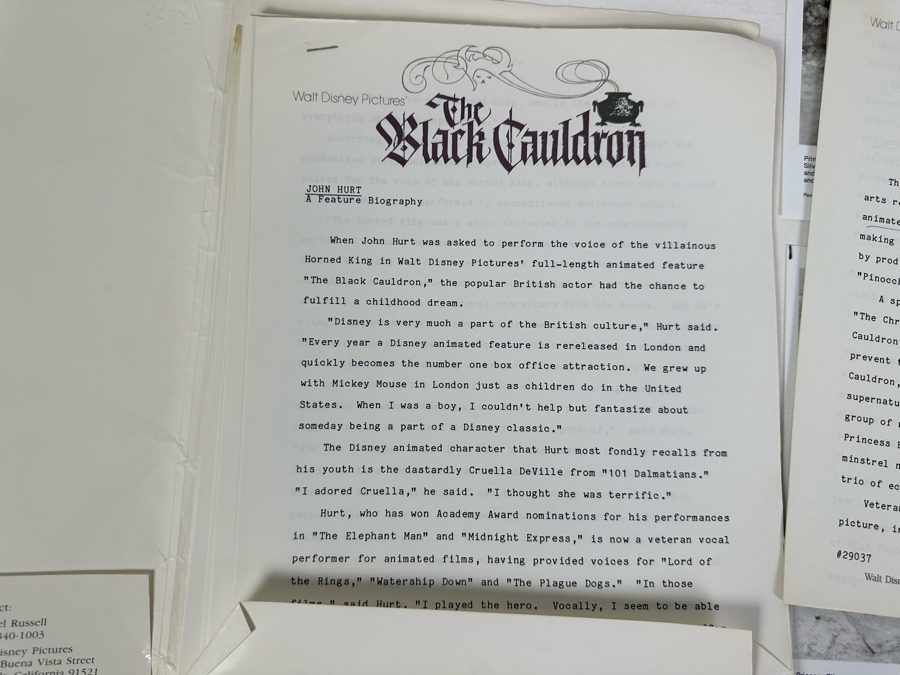 Walt Disney Pictures'
The
Black Cauldron
JOHN HURT
A Feature Biography
When John Hurt was asked to perform the voice of the villainous
Horned King in Walt Disney Pictures' full-length animated feature
"The Black Cauldron," the popular British actor had the chance to
fulfill a childhood dream.
"Disney is very much a part of the British culture," Hurt said.
"Every year a Disney animated feature is rereleased in London and
quickly becomes the number one box office attraction. We grew up
with Mickey Mouse in London just as children do in the United
States. When I was a boy, I couldn't help but fantasize about
someday being a part of a Disney classic."
The Disney animated character that Hurt most fondly recalls from
his youth is the dastardly Cruella DeVille from "101 Dalmatians."
"I adored Cruella," he said. "I thought she was terrific."
Hurt, who has won Academy Award nominations for his performances
in "The Elephant Man" and "Midnight Express," is now a veteran vocal
performer for animated films, having provided voices for "Lord of
the Rings," "Watership Down" and "The Plague Dogs." "In those
films," said Hurt. "I played the hero. Vocally, I seem to be able
ct:
el Russell
840-1003
isney Pictures
Buena Vista Street
California 91521
Walt D
Th
arts r
animate
making
by prod
"Pinocc
A sp
"The Chr
Cauldron'
prevent t
Cauldron,
supernatu
group of
Princess E
minstrel
trio of ec
Vetera
picture, i
#29037
Walt Dis